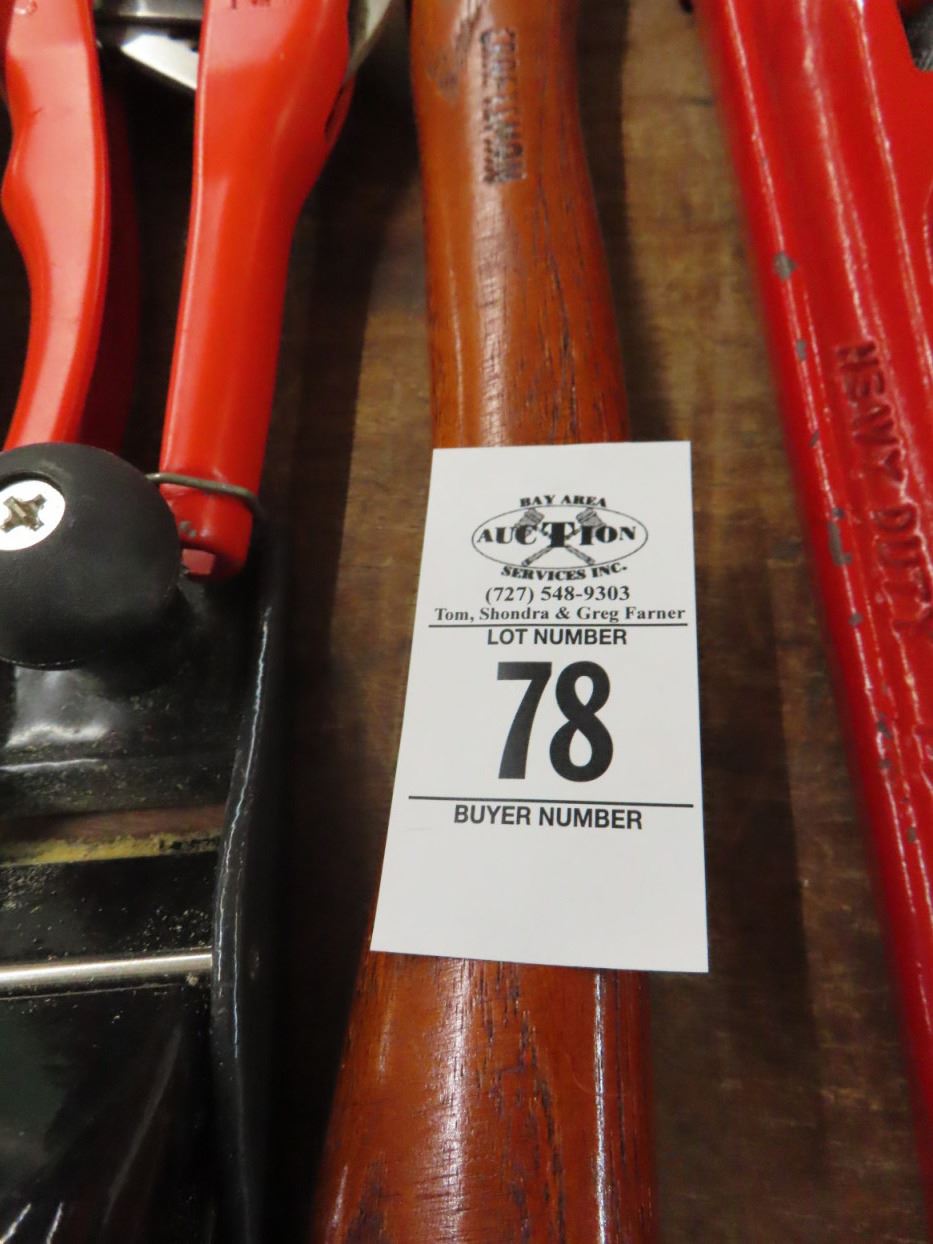 HEAVY DUTY
BAY AREA
AUCTION
SERVICES INC.
(727) 548-9303
Tom, Shondra & Greg Farner
LOT NUMBER
78
BUYER NUMBER